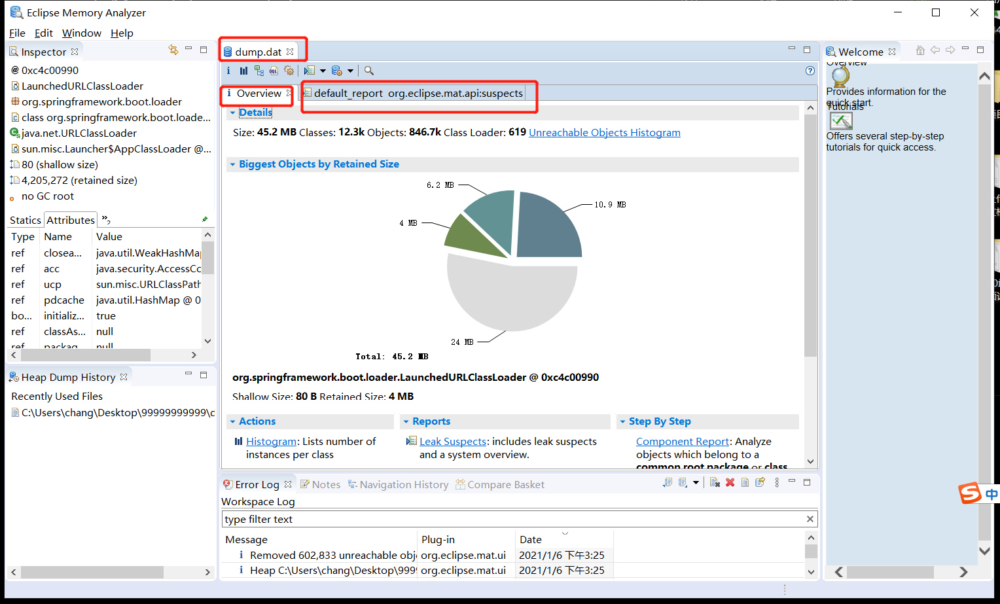 Eclipse Memory Analyzer
File Edit Window Help
Inspector
@ 0xc4c00990
LaunchedURLClassLoader
org.springframework.boot.loader
class org.springframework.boot.loade...
java.net.URLClassLoader
sun.misc.Launcher$AppClassLoader @...
80 (shallow size)
4,205,272 (retained size)
no GC root
Statics Attributes »2
Type Name Value
ref closea... java.util.WeakHashMap
ref acc java.security.AccessCo
ref ucp sun.misc.URLClassPath
ref pdcache java.util.HashMap @ 0
bo... initializ... true
ref classAs... null
ref packag null
Heap Dump History
Recently Used Files
C:\Users\chang\Desktop\99999999999\c
dump.dat
i Overview
default_report org.eclipse.mat.api:suspects
Details
Size: 45.2 MB Classes: 12.3k Objects: 846.7k Class Loader: 619 Unreachable Objects Histogram
Biggest Objects by Retained Size
6.2 MB
10.9 MB
4 MB
24 MB
Total: 45.2 MB
org.springframework.boot.loader.LaunchedURLClassLoader @ 0xc4c00990
Shallow Size: 80 B Retained Size: 4 MB
Actions
Histogram: Lists number of
instances per class
Reports
Leak Suspects: includes leak suspects
and a system overview.
Step By Step
Component Report: Analyze
objects which belong to a
common root package or class
Error Log Notes Navigation History Compare Basket
Workspace Log
type filter text
Message Plug-in Date
Removed 602,833 unreachable obj org.eclipse.mat.ui 2021/1/6 下午3:25
Heap C:\Users\chang\Desktop\9999 org.eclipse.mat.ui 2021/1/6 下午3:25
Welcome
Overview
Provides information for the
quick start.
Tutorials
Offers several step-by-step
tutorials for quick access.
S 中